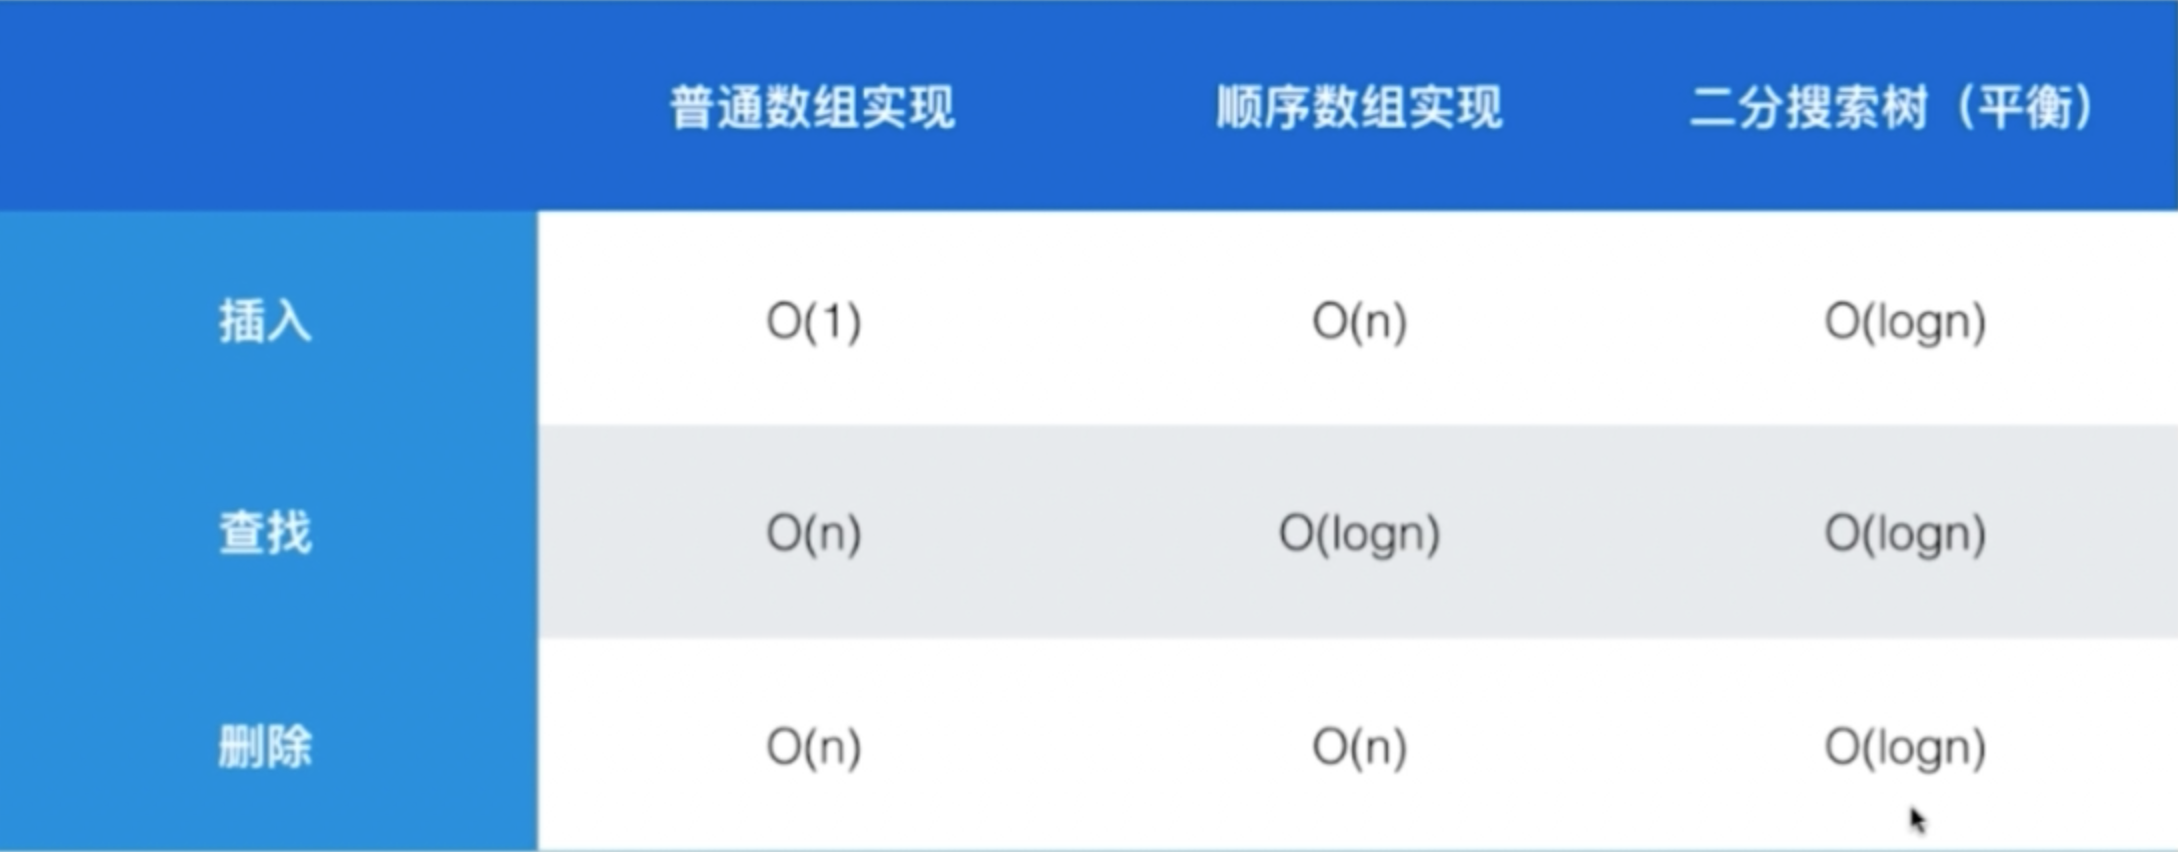 普通数组实现 顺序数组实现 二分搜索树（平衡）
插入 O(1) O(n) O(logn)
查找 O(n) O(logn) O(logn)
删除 O(n) O(n) O(logn)